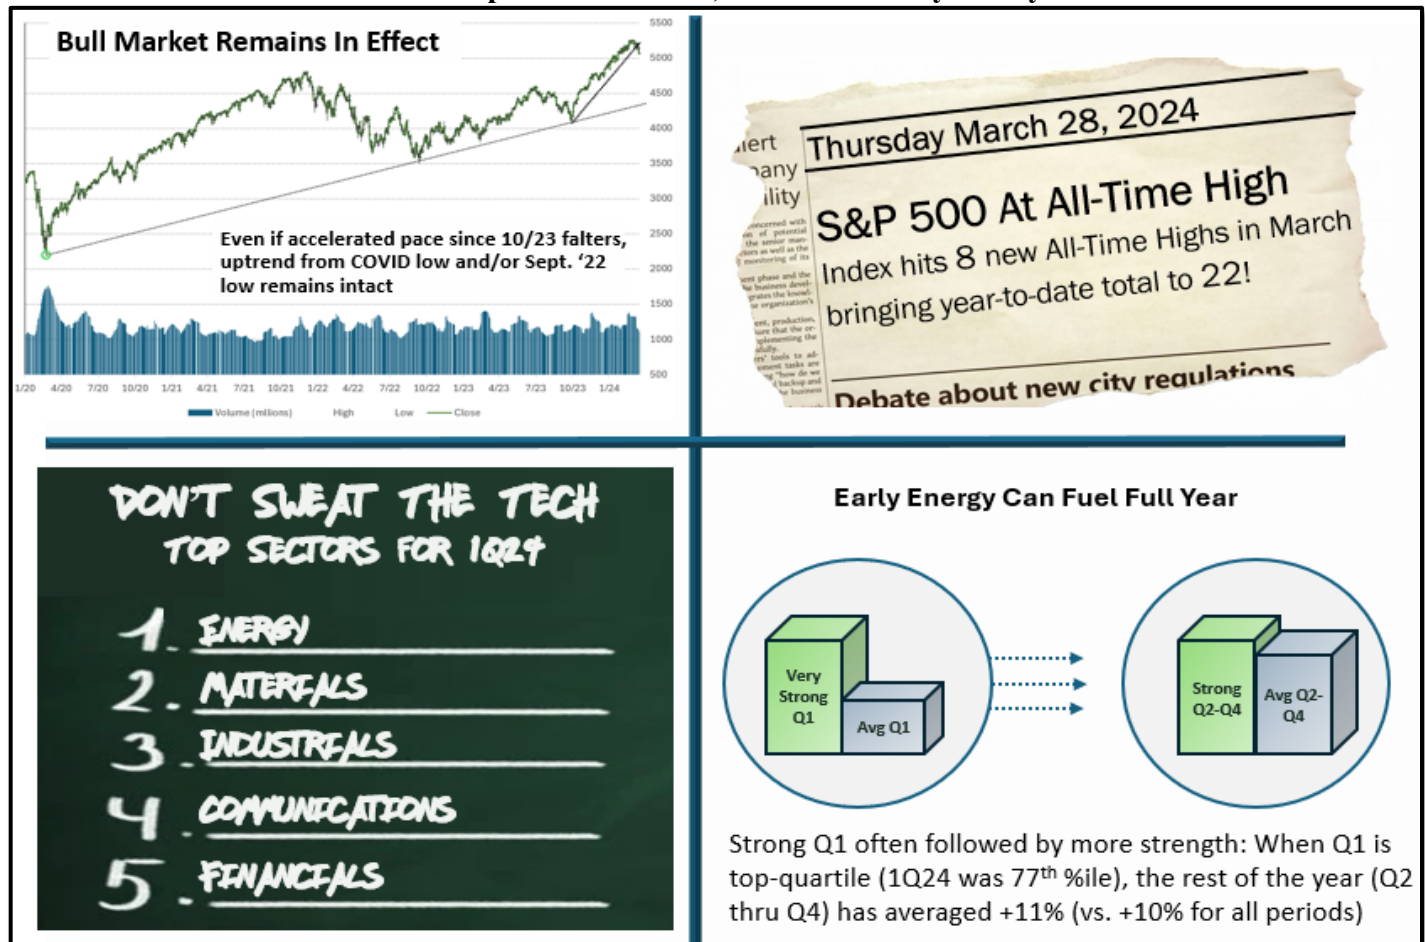 Bull Market Remains In Effect
5500
5000
4500
4000
3500
3000
2500
2000
1500
1000
500
Even if accelerated pace since 10/23 falters,
uptrend from COVID low and/or Sept. ‘22
low remains intact
1/20 4/20 7/20 10/20 1/21 4/21 7/21 10/21 1/22 4/22 7/22 10/22 1/23 4/23 7/23 10/23 1/24
Volume (millions) High Low Close
Thursday March 28, 2024
S&P 500 At All-Time High
Index hits 8 new All-Time Highs in March
bringing year-to-date total to 22!
Debate about new city regulations
DON'T SWEAT THE TECH
TOP SECTORS FOR 1Q24
1. ENERGY
2. MATERIALS
3. INDUSTRIALS
4. COMMUNICATIONS
5. FINANCIALS
Early Energy Can Fuel Full Year
Very
Strong
Q1
Avg Q1
Strong
Q2-Q4
Avg Q2-
Q4
Strong Q1 often followed by more strength: When Q1 is
top-quartile (1Q24 was 77th %ile), the rest of the year (Q2
thru Q4) has averaged +11% (vs. +10% for all periods)